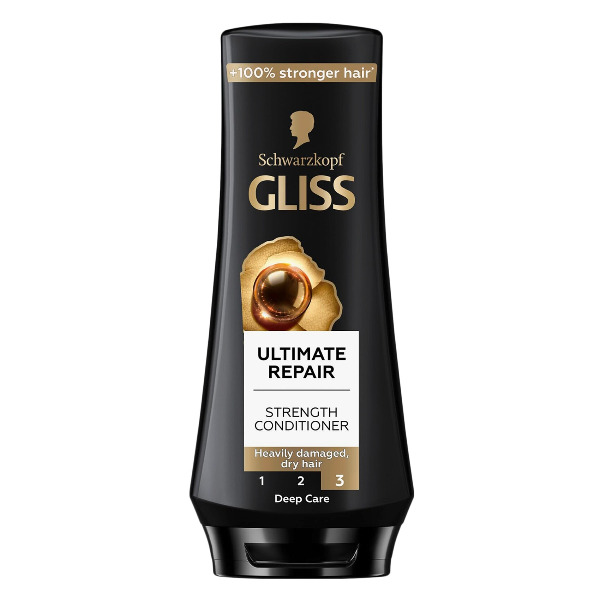 +100% stronger hair*
Schwarzkopf
GLISS
ULTIMATE
REPAIR
STRENGTH
CONDITIONER
Heavily damaged,
dry hair
1 2 3
Deep Care